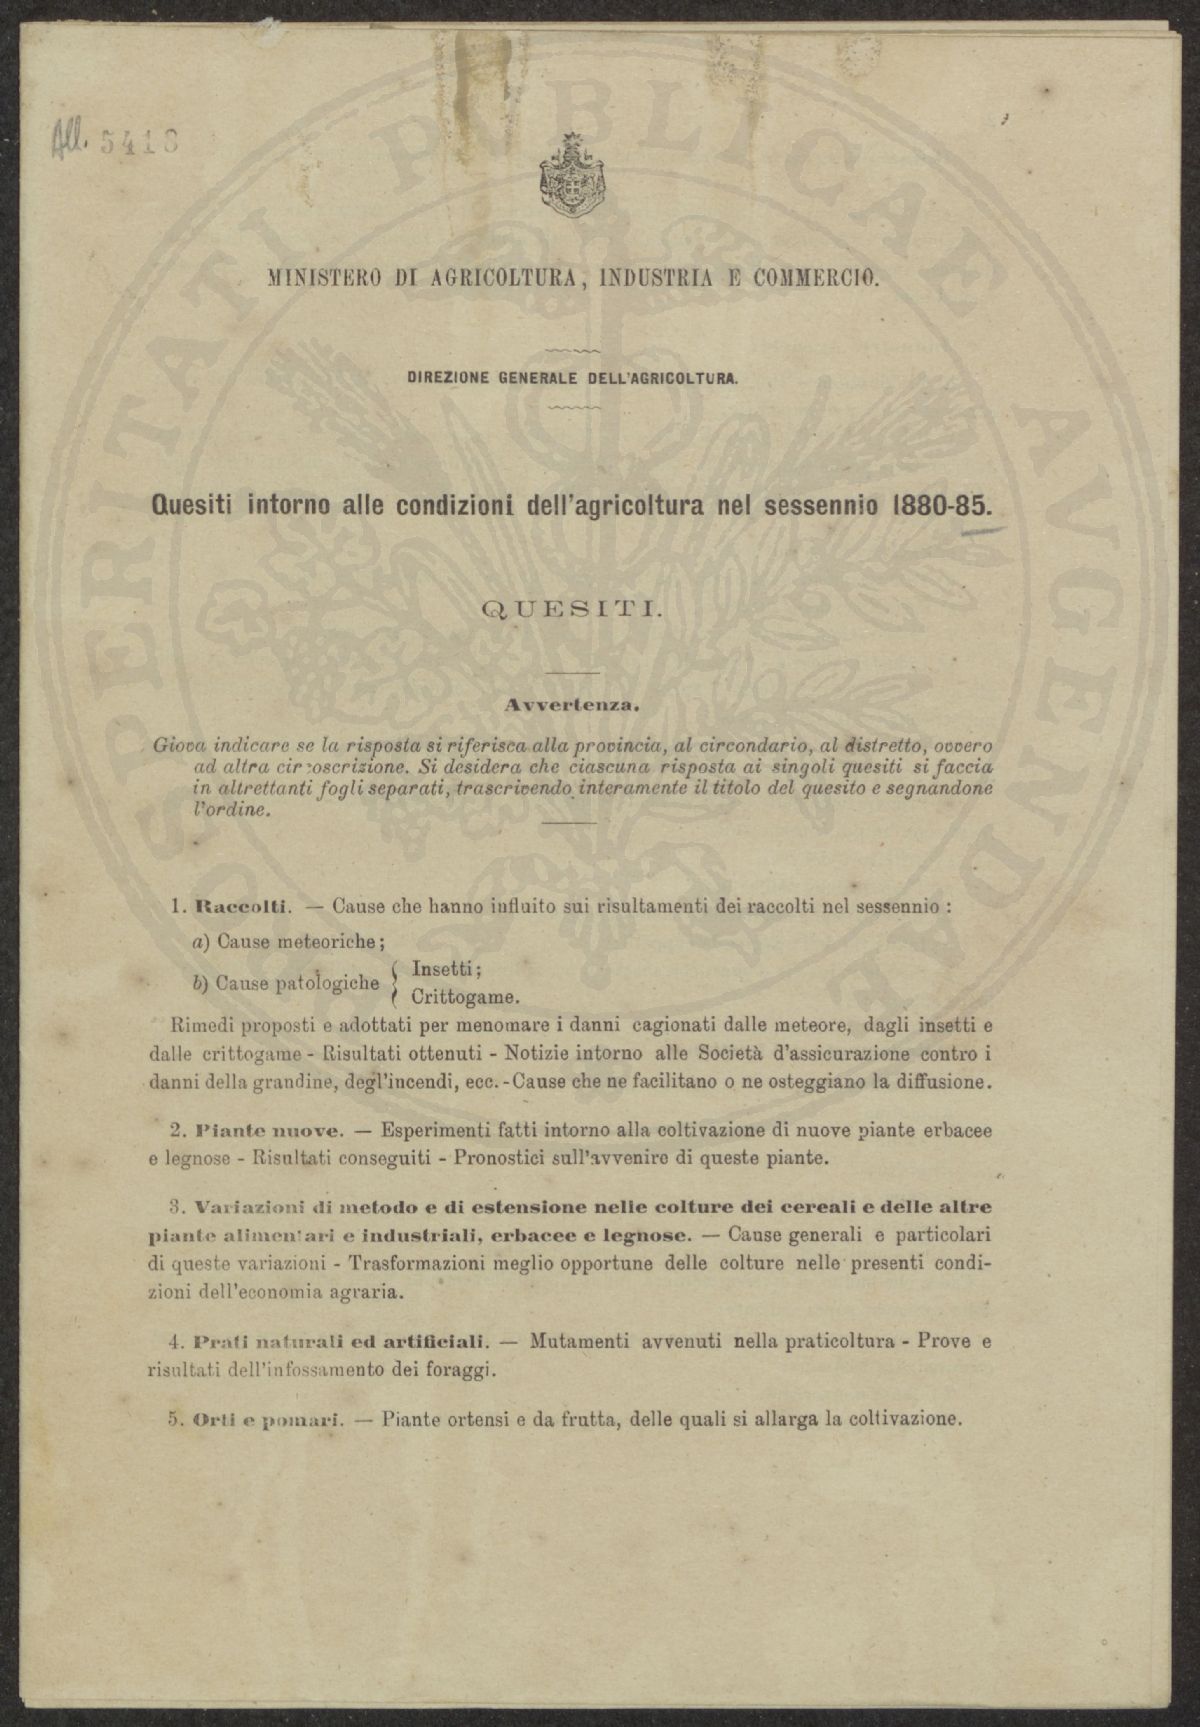 All. 5418
MINISTERO DI AGRICOLTURA, INDUSTRIA E COMMERCIO.
DIREZIONE GENERALE DELL'AGRICOLTURA.
Quesiti intorno alle condizioni dell'agricoltura nel sessennio 1880-85.
QUESITI.
Avvertenza.
Giova indicare se la risposta si riferisca alla provincia, al circondario, al distretto, ovvero
ad altra circoscrizione. Si desidera che ciascuna risposta ai singoli quesiti si faccia
in altrettanti fogli separati, trascrivendo interamente il titolo del quesito e segnandone
l'ordine.
1. Raccolti. — Cause che hanno influito sui risultamenti dei raccolti nel sessennio :
a) Cause meteoriche;
b) Cause patologiche { Insetti;
Crittogame.
Rimedi proposti e adottati per menomare i danni cagionati dalle meteore, dagli insetti e
dalle crittogame - Risultati ottenuti - Notizie intorno alle Società d'assicurazione contro i
danni della grandine, degl'incendi, ecc. - Cause che ne facilitano o ne osteggiano la diffusione.
2. Piante nuove. — Esperimenti fatti intorno alla coltivazione di nuove piante erbacee
e legnose - Risultati conseguiti - Pronostici sull'avvenire di queste piante.
3. Variazioni di metodo e di estensione nelle colture dei cereali e delle altre
piante alimentari e industriali, erbacee e legnose. — Cause generali e particolari
di queste variazioni - Trasformazioni meglio opportune delle colture nelle presenti condi-
zioni dell'economia agraria.
4. Prati naturali ed artificiali. — Mutamenti avvenuti nella praticoltura - Prove e
risultati dell'infossamento dei foraggi.
5. Orti e pomari. — Piante ortensi e da frutta, delle quali si allarga la coltivazione.
PROSPERITATI PVBLICAE AVGENDAE